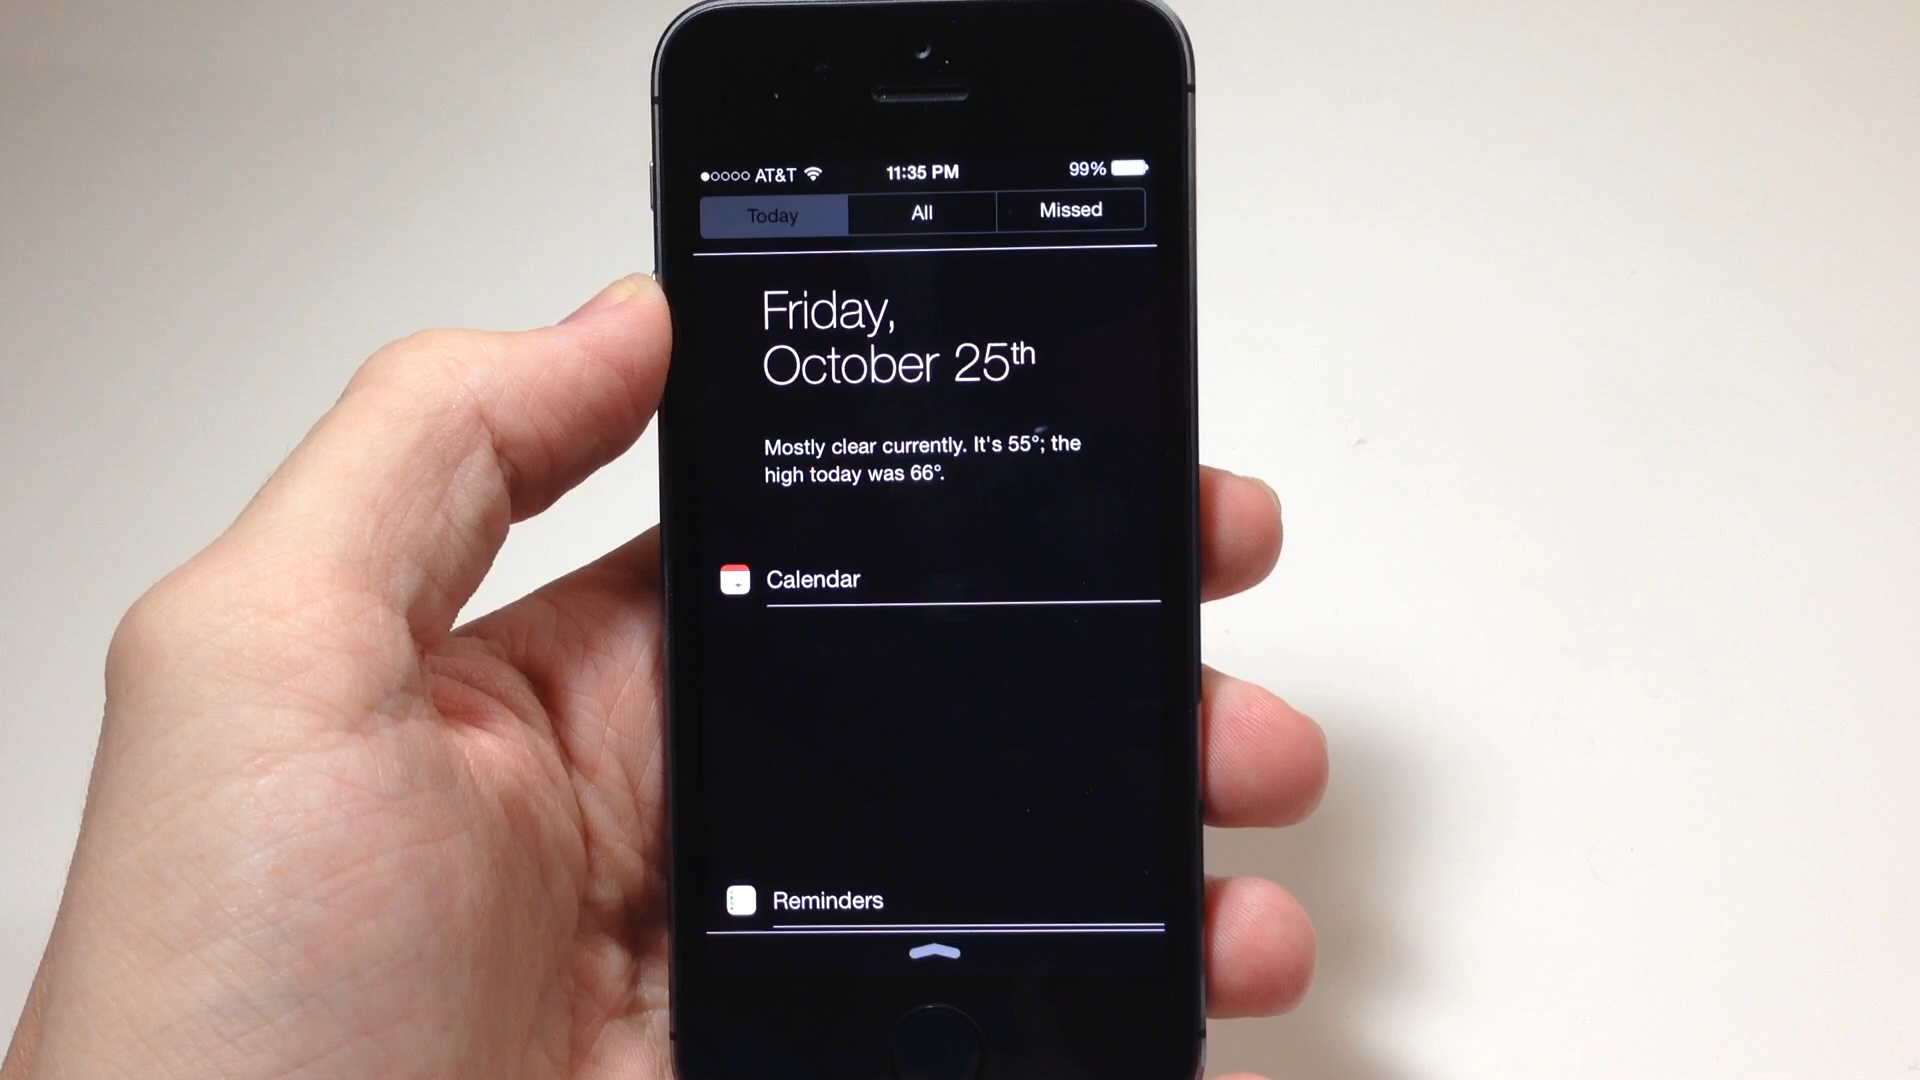 AT&T 11:35 PM 99%
Today All Missed
Friday,
October 25th
Mostly clear currently. It's 55°; the
high today was 66°.
Calendar
Reminders